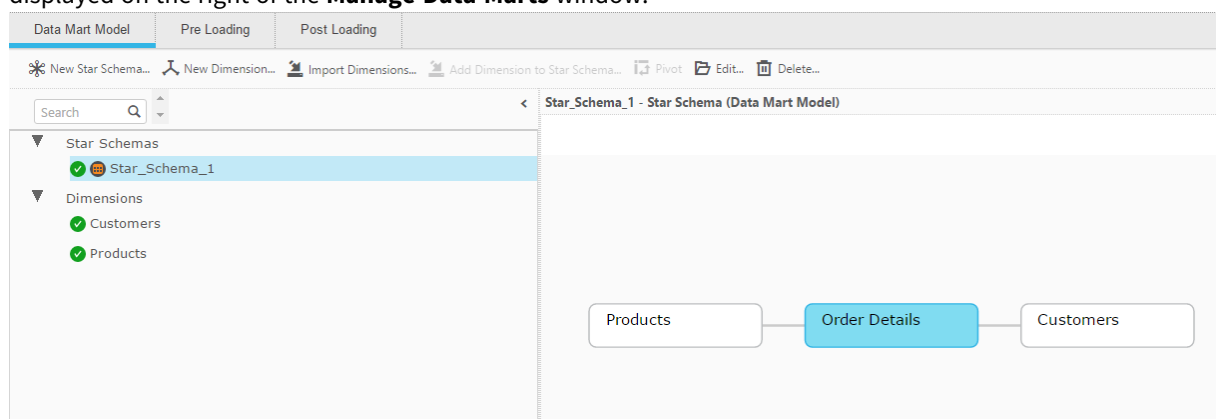 displayed on the right of the Manage Data Marts window.
Data Mart Model Pre Loading Post Loading
New Star Schema... New Dimension... Import Dimensions... Add Dimension to Star Schema... Pivot Edit... Delete...
Search
Star_Schema_1 - Star Schema (Data Mart Model)
Star Schemas
Star_Schema_1
Dimensions
Customers
Products
Products Order Details Customers